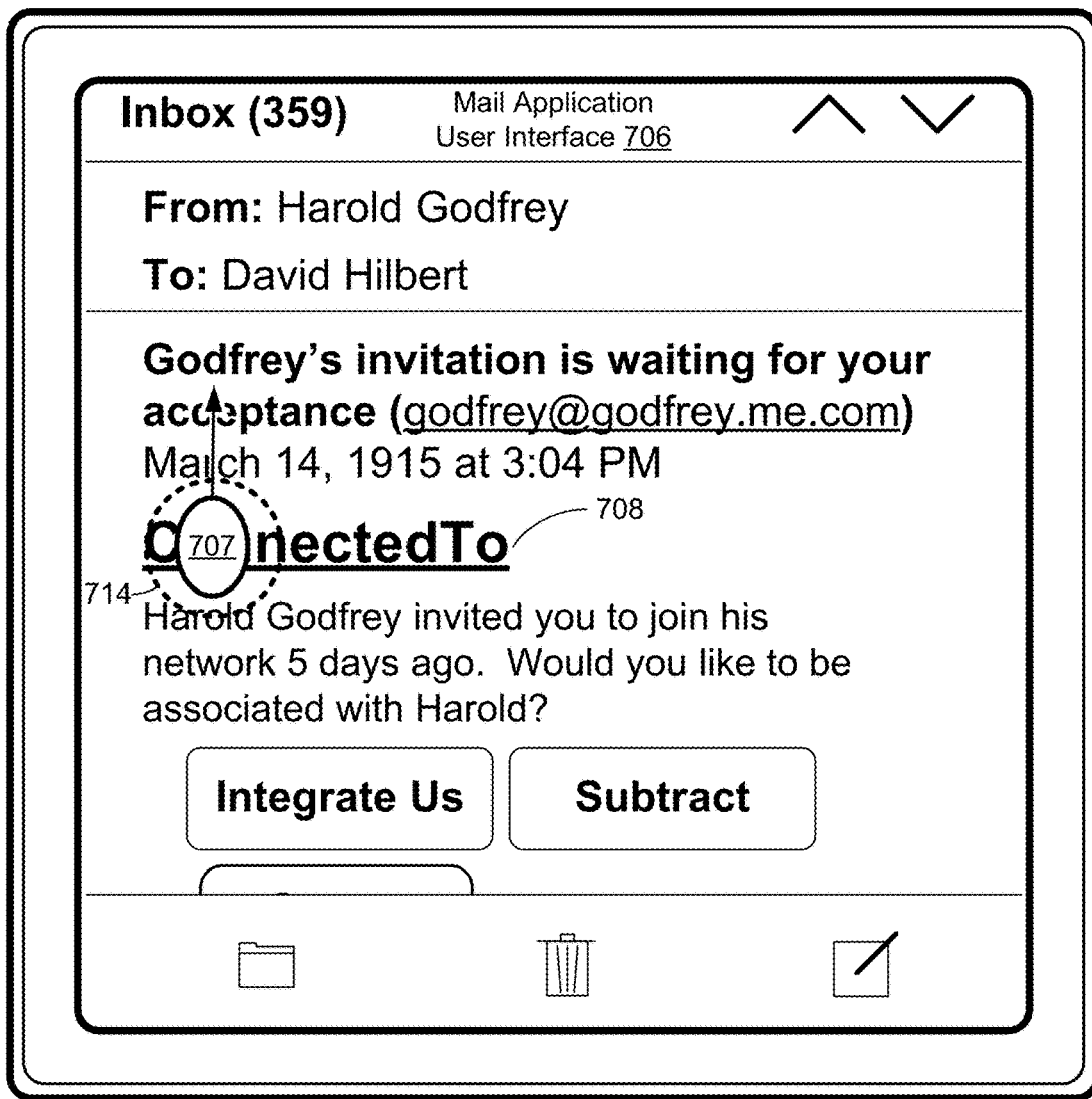 Inbox (359)
Mail Application
User Interface 706
From: Harold Godfrey
To: David Hilbert
Godfrey’s invitation is waiting for your
acceptance (godfrey@godfrey.me.com)
March 14, 1915 at 3:04 PM
C 707 nectedTo 708
714
Harold Godfrey invited you to join his
network 5 days ago.  Would you like to be
associated with Harold?
Integrate Us
Subtract